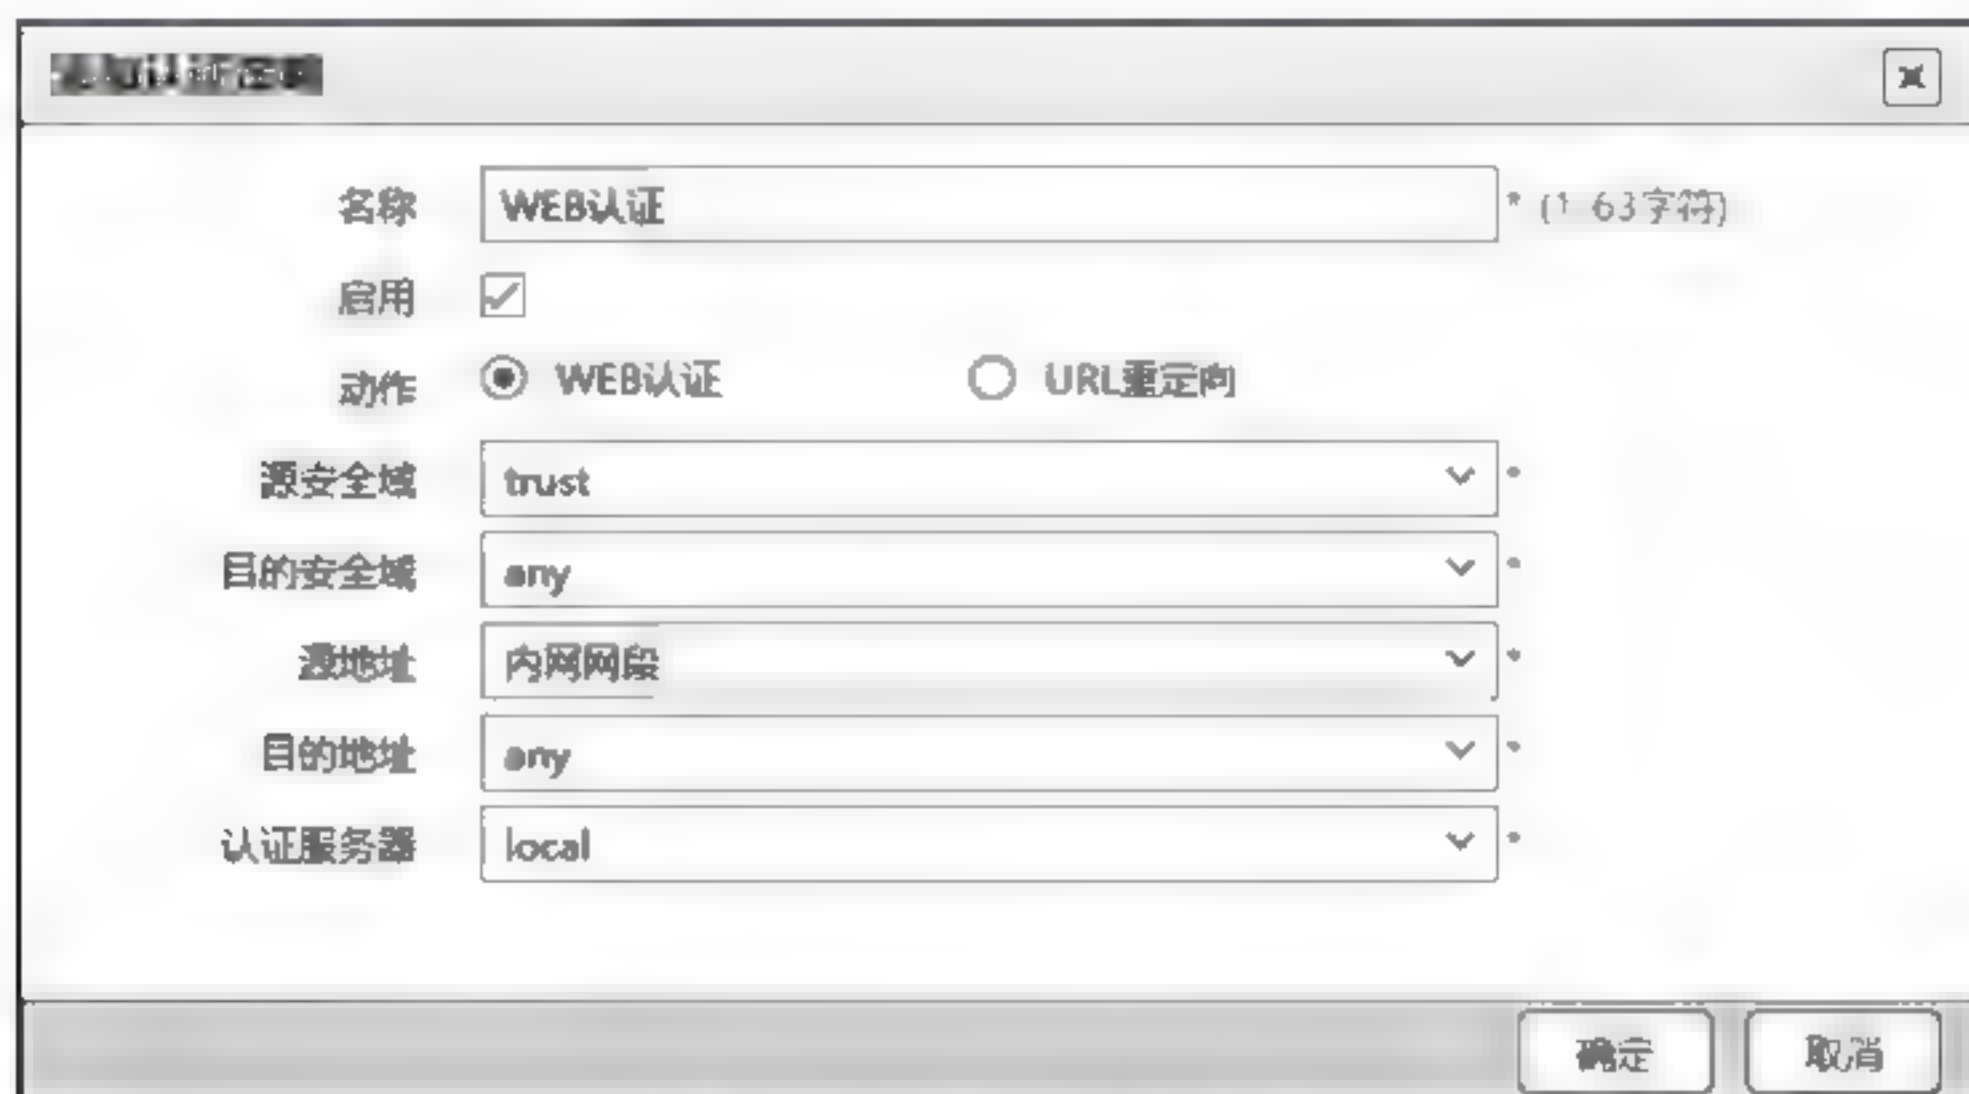 名称 WEB认证 * (1-63字符)
启用
动作 WEB认证 URL重定向
源安全域 trust *
目的安全域 any *
源地址 内网网段 *
目的地址 any *
认证服务器 local *
确定 取消